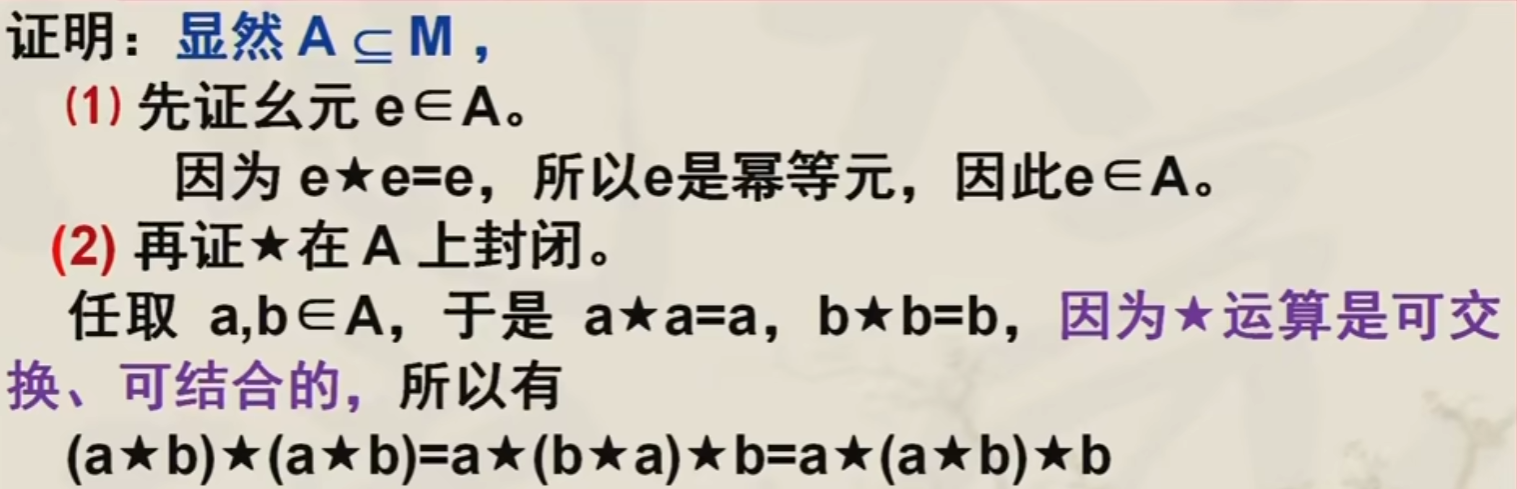 证明：显然 A ⊆ M，
(1) 先证幺元 e∈A。
因为 e★e=e，所以e是幂等元，因此e∈A。
(2) 再证★在 A 上封闭。
任取 a,b∈A，于是 a★a=a，b★b=b，因为★运算是可交
换、可结合的，所以有
(a★b)★(a★b)=a★(b★a)★b=a★(a★b)★b